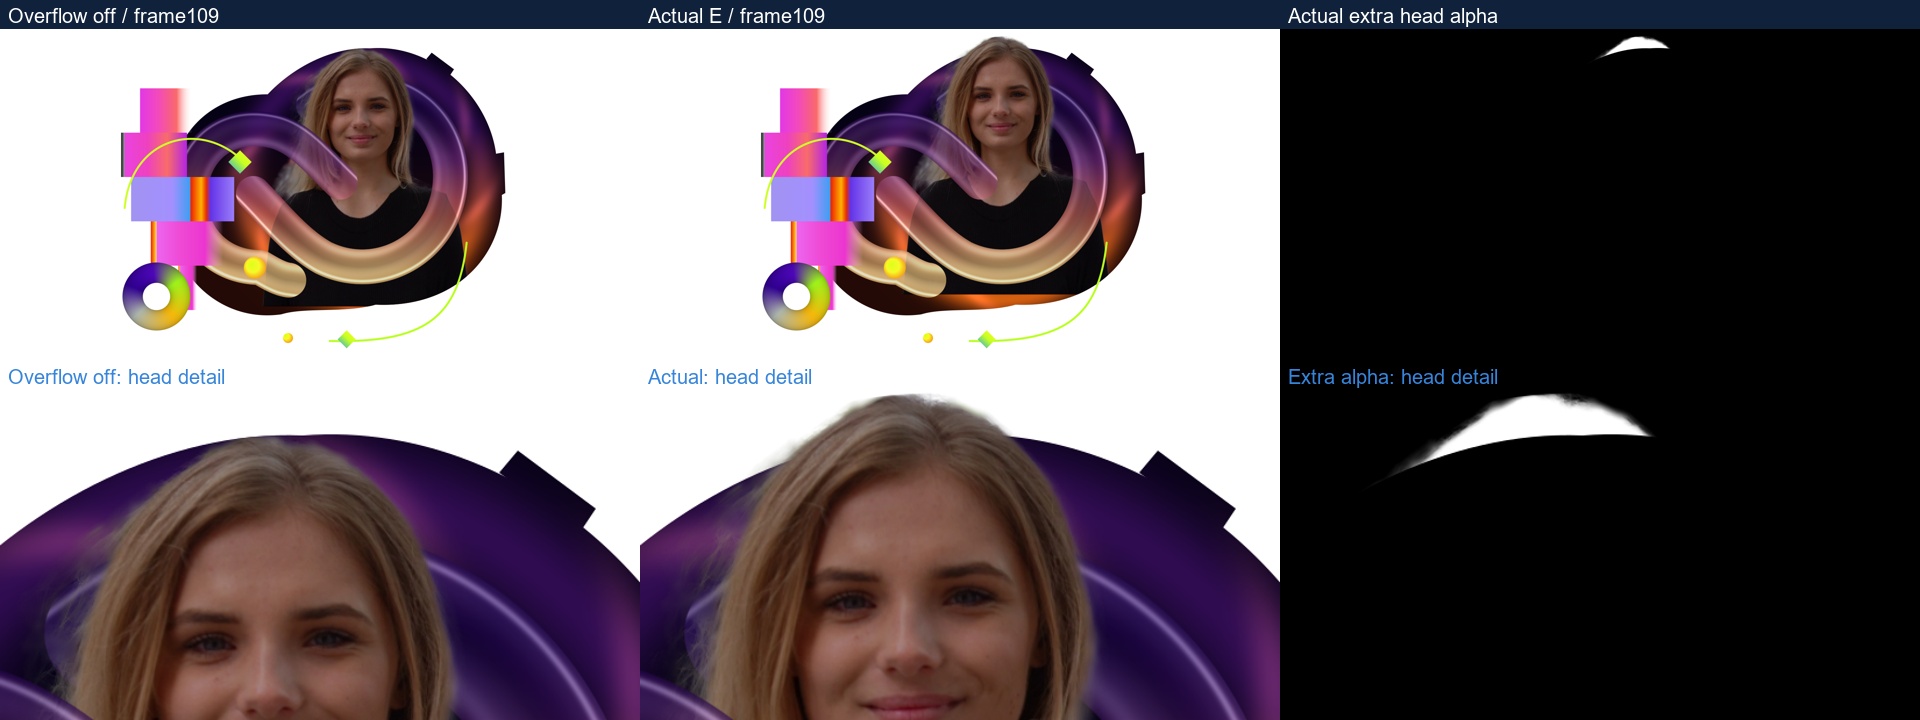 Overflow off / frame109
Actual E / frame109
Actual extra head alpha
Overflow off: head detail
Actual: head detail
Extra alpha: head detail